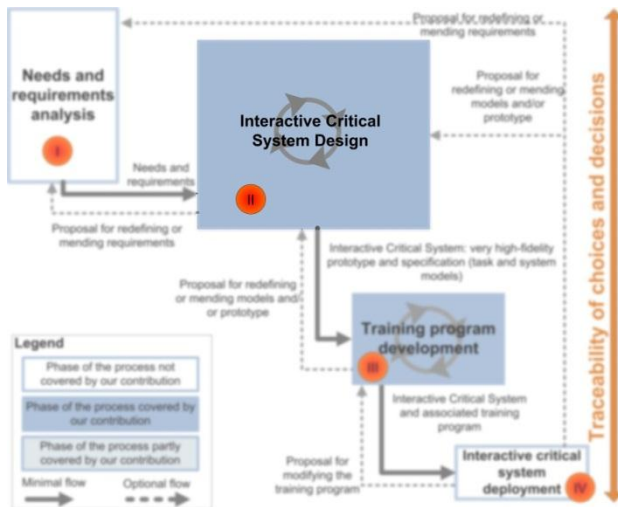 Proposal for redefining or
mending requirements
Needs and
requirements
analysis
I
Interactive Critical
System Design
II
Proposal for
redefining or mending
models and/or
prototype
Needs and
requirements
Proposal for redefining or
mending requirements
Interactive Critical System: very high-fidelity
prototype and specification (task and system
models)
Proposal for redefining
or mending models and/
or prototype
Training program
development
III
Legend
Phase of the process not
covered by our contribution
Phase of the process covered by
our contribution
Phase of the process partly
covered by our contribution
Minimal flow
Optional flow
Interactive Critical System
and associated training
program
Proposal for
modifying the
training program
Interactive critical
system
deployment
IV
Traceability of choices and decisions